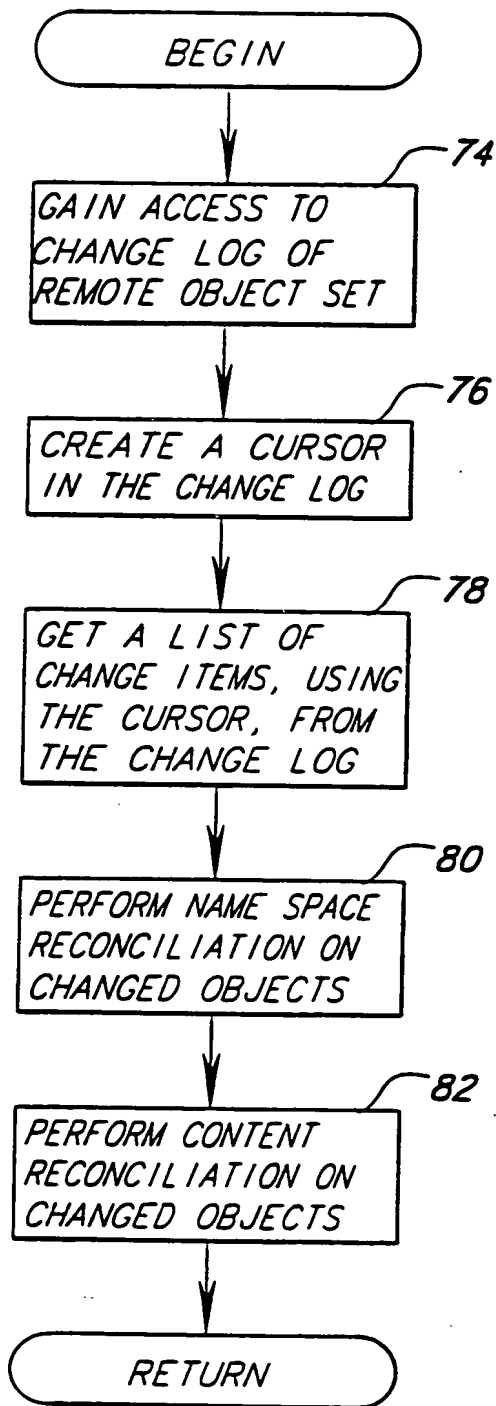 BEGIN
74
GAIN ACCESS TO
CHANGE LOG OF
REMOTE OBJECT SET
76
CREATE A CURSOR
IN THE CHANGE LOG
78
GET A LIST OF
CHANGE ITEMS, USING
THE CURSOR, FROM
THE CHANGE LOG
80
PERFORM NAME SPACE
RECONCILIATION ON
CHANGED OBJECTS
82
PERFORM CONTENT
RECONCILIATION ON
CHANGED OBJECTS
RETURN